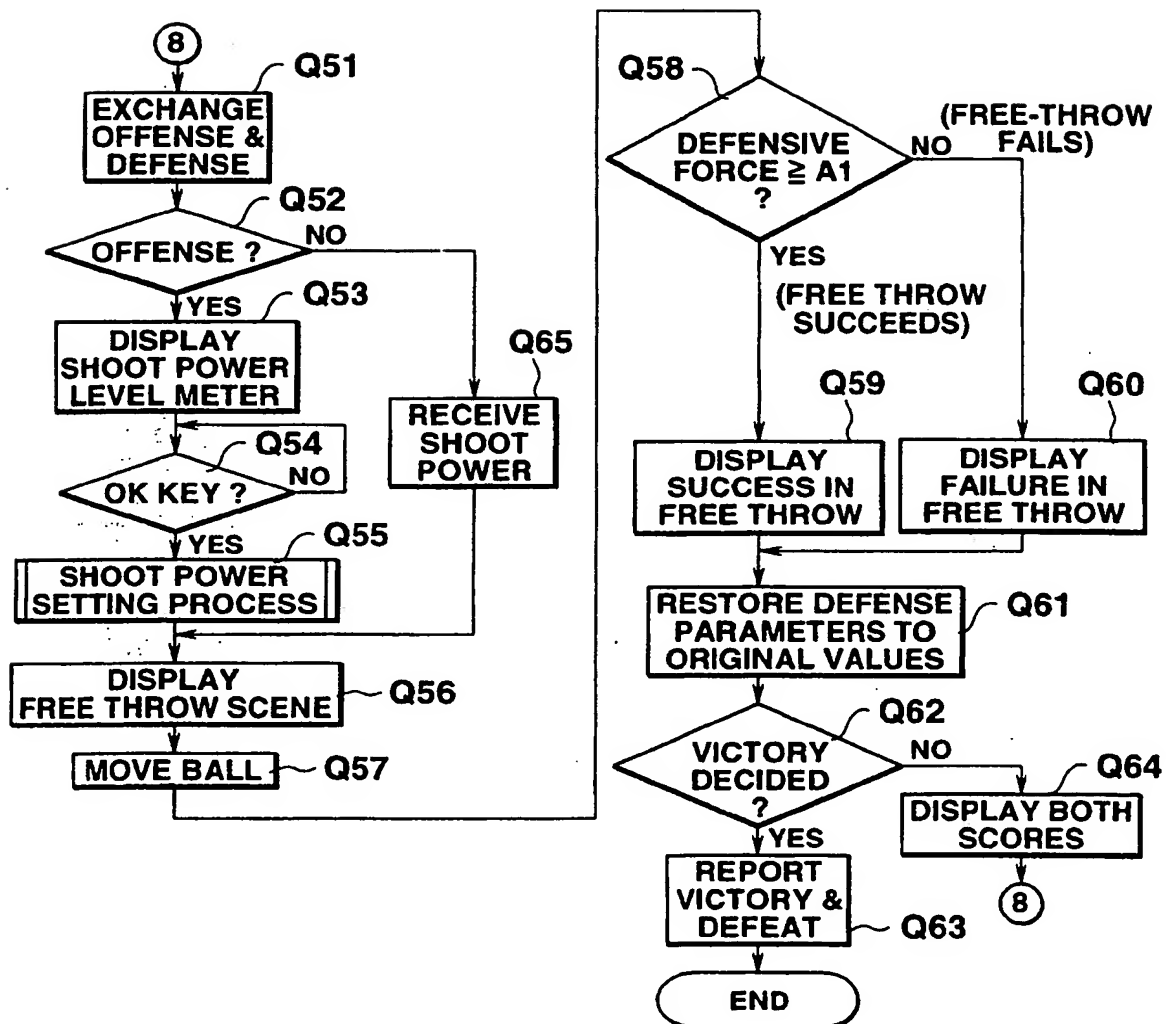 8
Q51
EXCHANGE
OFFENSE &
DEFENSE
Q52
OFFENSE ?
NO
YES
Q53
DISPLAY
SHOOT POWER
LEVEL METER
Q54
OK KEY ?
NO
YES
Q55
SHOOT POWER
SETTING PROCESS
Q65
RECEIVE
SHOOT
POWER
DISPLAY
FREE THROW SCENE
Q56
MOVE BALL
Q57
Q58
DEFENSIVE
FORCE ≧ A1
?
NO
(FREE-THROW
FAILS)
YES
(FREE THROW
SUCCEEDS)
Q59
DISPLAY
SUCCESS IN
FREE THROW
Q60
DISPLAY
FAILURE IN
FREE THROW
RESTORE DEFENSE
PARAMETERS TO
ORIGINAL VALUES
Q61
Q62
VICTORY
DECIDED
?
NO
YES
Q64
DISPLAY BOTH
SCORES
8
REPORT
VICTORY &
DEFEAT
Q63
END